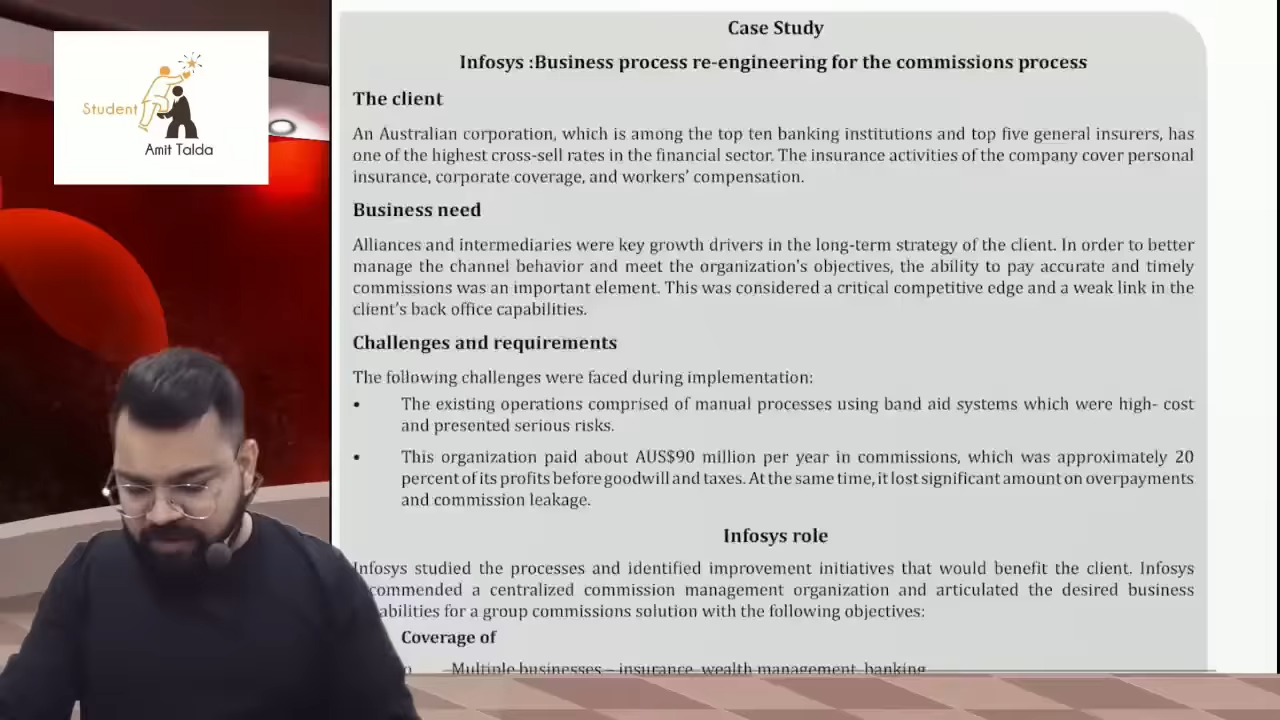 Student
Amit Talda
Case Study
Infosys :Business process re-engineering for the commissions process
The client
An Australian corporation, which is among the top ten banking institutions and top five general insurers, has
one of the highest cross-sell rates in the financial sector. The insurance activities of the company cover personal
insurance, corporate coverage, and workers’ compensation.
Business need
Alliances and intermediaries were key growth drivers in the long-term strategy of the client. In order to better
manage the channel behavior and meet the organization's objectives, the ability to pay accurate and timely
commissions was an important element. This was considered a critical competitive edge and a weak link in the
client’s back office capabilities.
Challenges and requirements
The following challenges were faced during implementation:
• The existing operations comprised of manual processes using band aid systems which were high- cost
and presented serious risks.
• This organization paid about AUS$90 million per year in commissions, which was approximately 20
percent of its profits before goodwill and taxes. At the same time, it lost significant amount on overpayments
and commission leakage.
Infosys role
Infosys studied the processes and identified improvement initiatives that would benefit the client. Infosys
commended a centralized commission management organization and articulated the desired business
abilities for a group commissions solution with the following objectives:
Coverage of
o Multiple businesses – insurance, wealth management, banking